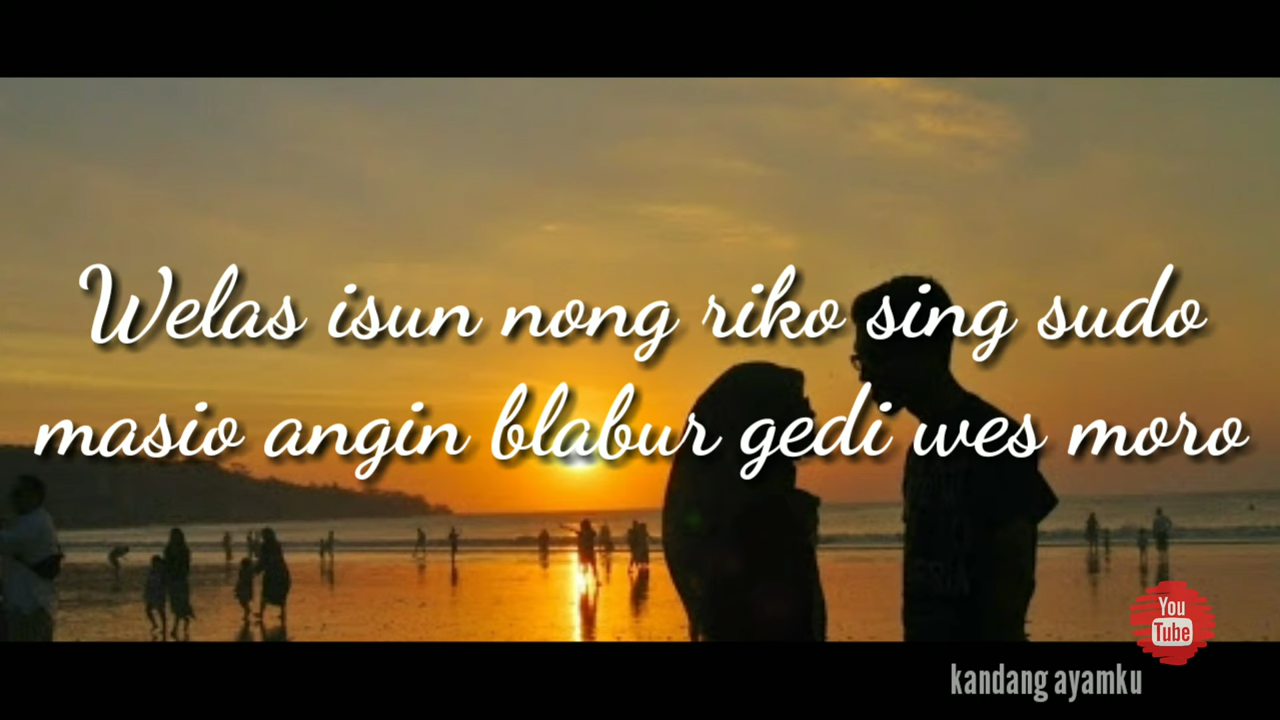 Welas isun nong riko sing sudo
masio angin blabur gedi wes moro
You
Tube
kandang ayamku